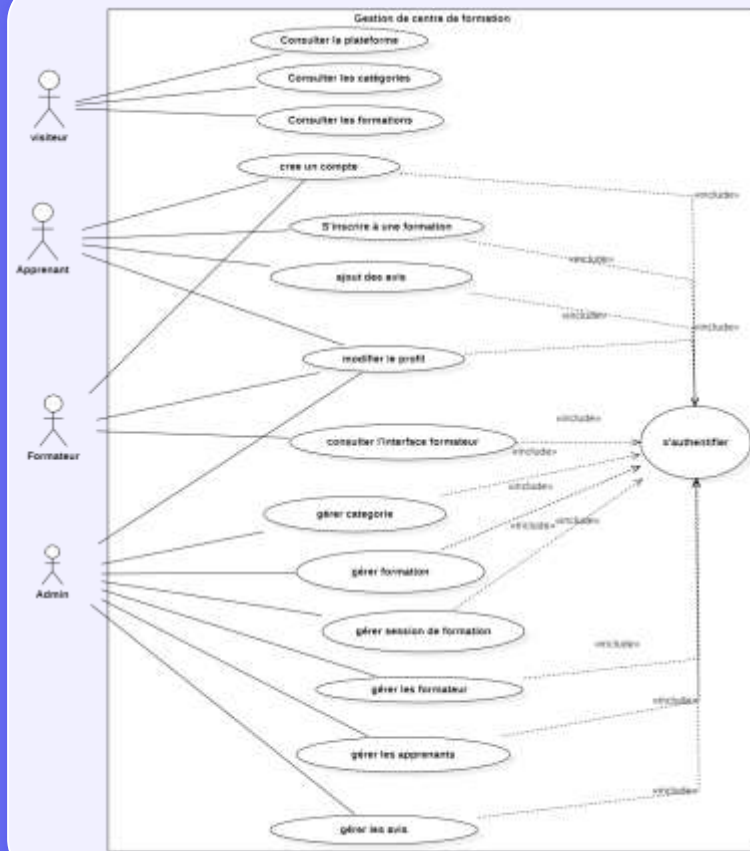 Gestion de centre de formation
Consulter la plateforme
Consulter les catégories
visiteur
Consulter les formations
cree un compte
«include»
S'inscrire à une formation
Apprenant
«include»
ajout des avis
«include»
«include»
modifier le profit
«include»
Formateur
consulter l'interface formateur
s'authentifier
«include»
«include»
gérer categorie
«include»
«include»
gérer formation
Admin
gérer session de formation
«include»
gérer les formateur
«include»
gérer les apprenants
«include»
gérer les avis